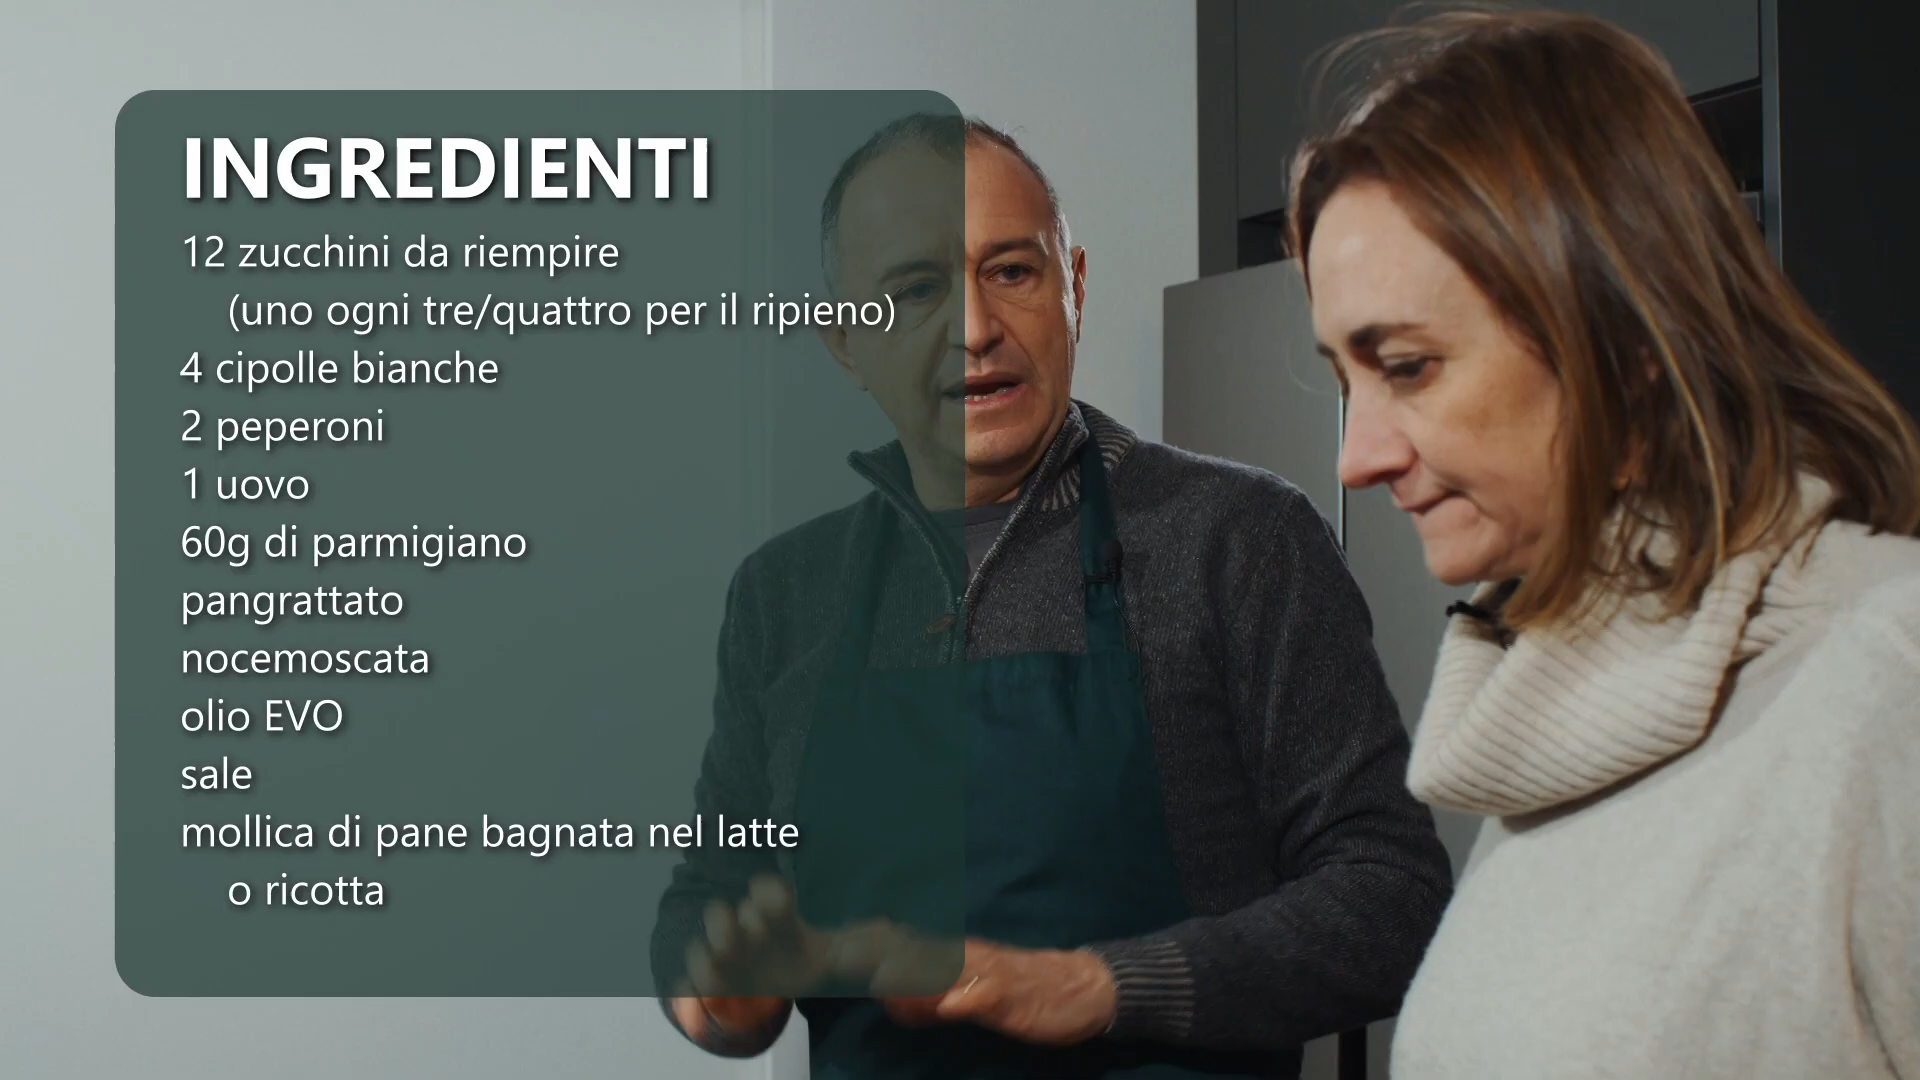 INGREDIENTI
12 zucchini da riempire
(uno ogni tre/quattro per il ripieno)
4 cipolle bianche
2 peperoni
1 uovo
60g di parmigiano
pangrattato
nocemoscata
olio EVO
sale
mollica di pane bagnata nel latte
o ricotta